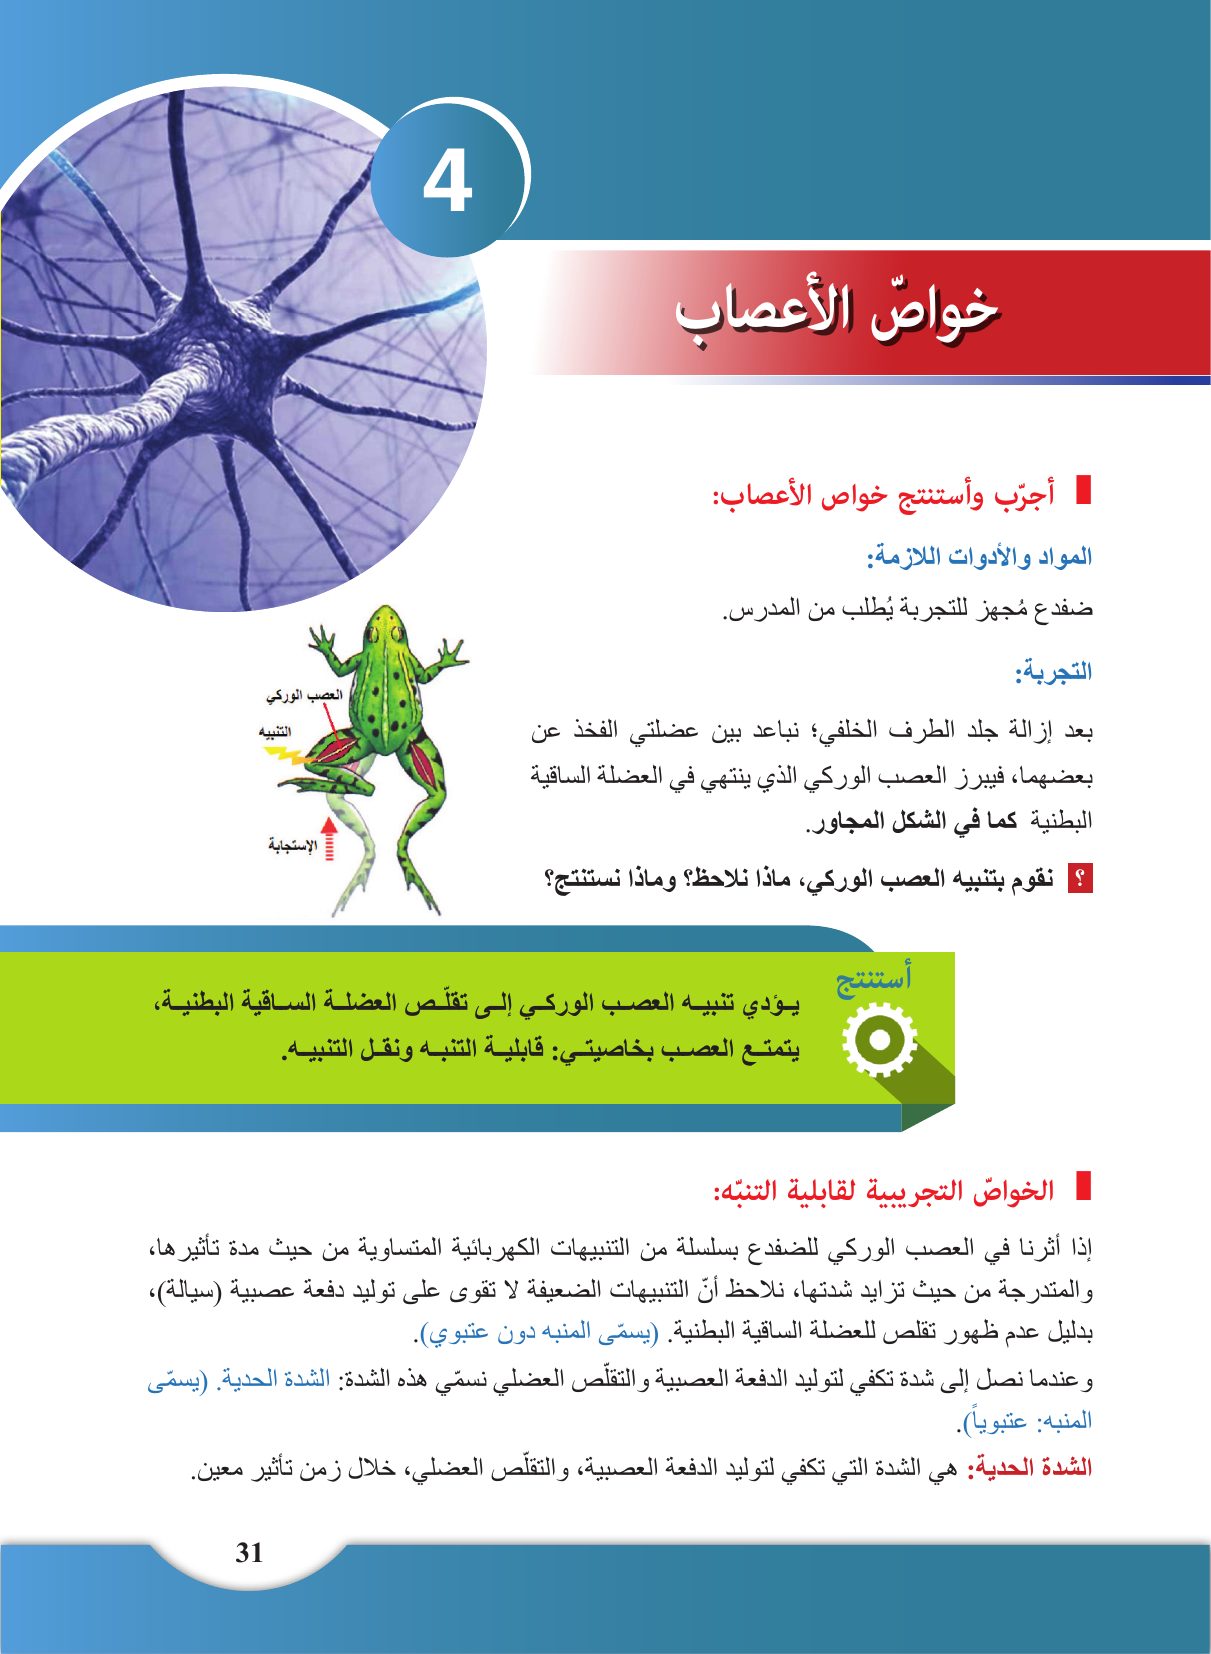 4
خواصّ الأعصاب
أجرّب وأستنتج خواص الأعصاب:
المواد والأدوات اللازمة:
ضفدع مُجهز للتجربة يُطلب من المدرس.
التجربة:
بعد إزالة جلد الطرف الخلفي؛ نباعد بين عضلتي الفخذ عن
بعضهما، فيبرز العصب الوركي الذي ينتهي في العضلة الساقية
البطنية كما في الشكل المجاور.
العصب الوركي
التنبيه
الإستجابة
؟ نقوم بتنبيه العصب الوركي، ماذا نلاحظ؟ وماذا نستنتج؟
أستنتج
يـؤدي تنبيـه العصـب الوركـي إلـى تقلّـص العضلـة السـاقية البطنيـة،
يتمتـع العصـب بخاصيتـي: قابليـة التنبـه ونقـل التنبيـه.
الخواصّ التجريبية لقابلية التنبّه:
إذا أثرنا في العصب الوركي للضفدع بسلسلة من التنبيهات الكهربائية المتساوية من حيث مدة تأثيرها،
والمتدرجة من حيث تزايد شدتها، نلاحظ أنّ التنبيهات الضعيفة لا تقوى على توليد دفعة عصبية (سيالة)،
بدليل عدم ظهور تقلص للعضلة الساقية البطنية. (يسمّى المنبه دون عتبوي).
وعندما نصل إلى شدة تكفي لتوليد الدفعة العصبية والتقلّص العضلي نسمّي هذه الشدة: الشدة الحدية. (يسمّى
المنبه: عتبوياً).
الشدة الحدية: هي الشدة التي تكفي لتوليد الدفعة العصبية، والتقلّص العضلي، خلال زمن تأثير معين.
31